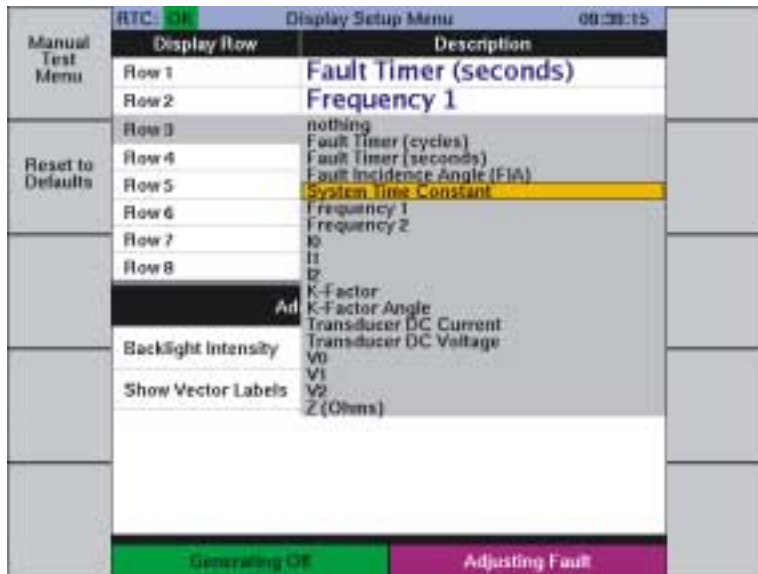 RTC: OK Display Setup Menu 08:38:15
Manual
Test
Menu
Reset to
Defaults
Display Row Description
Row 1 Fault Timer (seconds)
Row 2 Frequency 1
Row 3
Row 4
Row 5
Row 6
Row 7
Row 8
nothing
Fault Timer (cycles)
Fault Timer (seconds)
Fault Incidence Angle (FIA)
System Time Constant
Frequency 1
Frequency 2
I0
I1
I2
K-Factor
K-Factor Angle
Transducer DC Current
Transducer DC Voltage
V0
V1
V2
Z (Ohms)
Ad
Backlight Intensity
Show Vector Labels
Generating Off Adjusting Fault